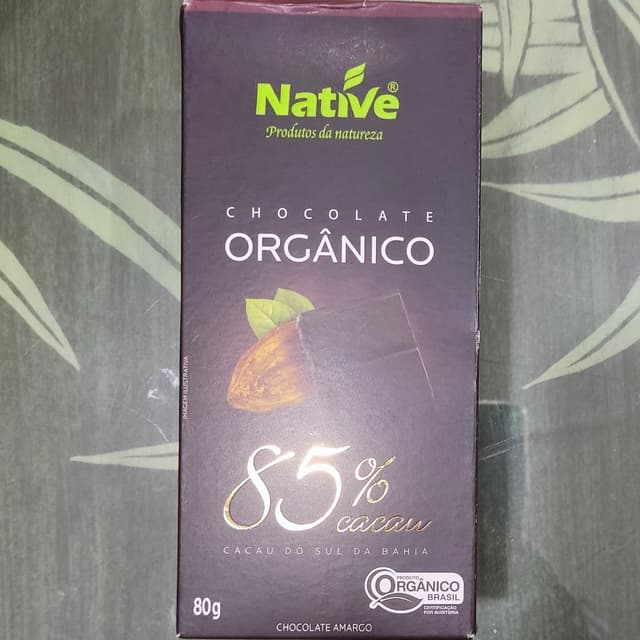 Native®
Produtos da natureza
CHOCOLATE
ORGÂNICO
IMAGEM ILUSTRATIVA
85%
cacau
CACAU DO SUL DA BAHIA
PRODUTO
ORGÂNICO
BRASIL
CERTIFICAÇÃO
POR AUDITORIA
80g
CHOCOLATE AMARGO